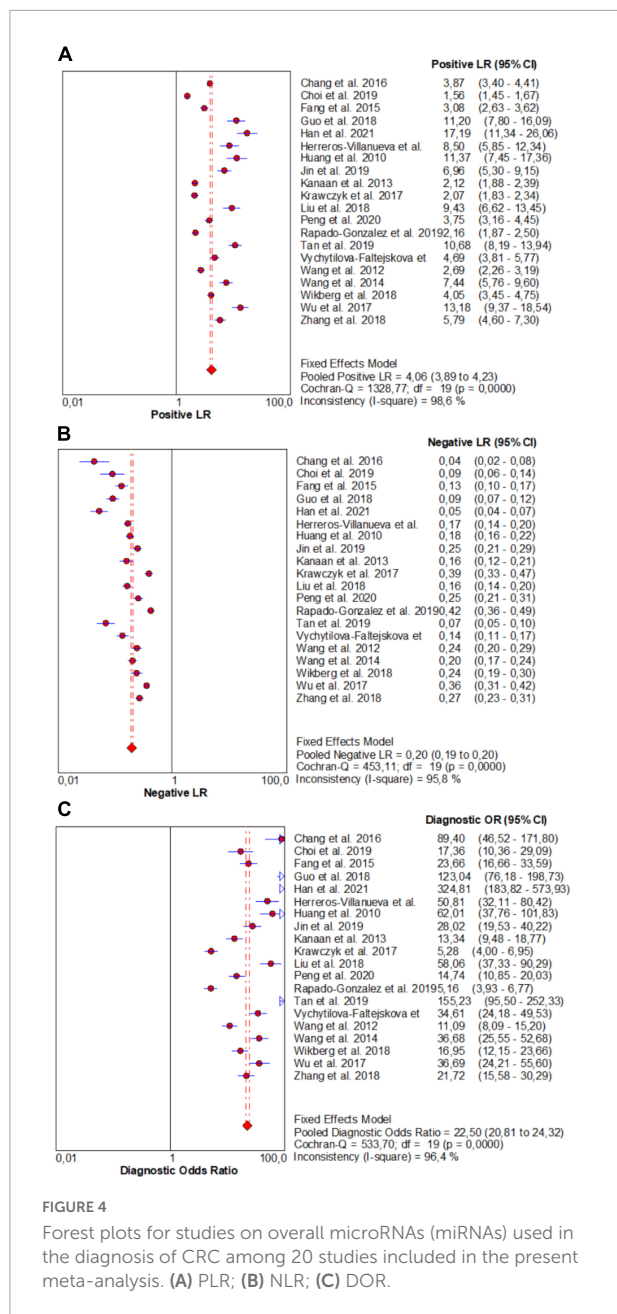 A
Positive LR (95% CI)
Chang et al. 2016 3,87 (3,40 - 4,41)
Choi et al. 2019 1,56 (1,45 - 1,67)
Fang et al. 2015 3,08 (2,63 - 3,62)
Guo et al. 2018 11,20 (7,80 - 16,09)
Han et al. 2021 17,19 (11,34 - 26,06)
Herreros-Villanueva et al. 8,50 (5,85 - 12,34)
Huang et al. 2010 11,37 (7,45 - 17,36)
Jin et al. 2019 6,96 (5,30 - 9,15)
Kanaan et al. 2013 2,12 (1,88 - 2,39)
Krawczyk et al. 2017 2,07 (1,83 - 2,34)
Liu et al. 2018 9,43 (6,62 - 13,45)
Peng et al. 2020 3,75 (3,16 - 4,45)
Rapado-Gonzalez et al. 20192,16 (1,87 - 2,50)
Tan et al. 2019 10,68 (8,19 - 13,94)
Vychytilova-Faltejskova et 4,69 (3,81 - 5,77)
Wang et al. 2012 2,69 (2,26 - 3,19)
Wang et al. 2014 7,44 (5,76 - 9,60)
Wikberg et al. 2018 4,05 (3,45 - 4,75)
Wu et al. 2017 13,18 (9,37 - 18,54)
Zhang et al. 2018 5,79 (4,60 - 7,30)
Fixed Effects Model
Pooled Positive LR = 4,06 (3,89 to 4,23)
Cochran-Q = 1328,77; df = 19 (p = 0,0000)
Inconsistency (I-square) = 98,6 %
0,01 1 100,0
Positive LR
B
Negative LR (95% CI)
Chang et al. 2016 0,04 (0,02 - 0,08)
Choi et al. 2019 0,09 (0,06 - 0,14)
Fang et al. 2015 0,13 (0,10 - 0,17)
Guo et al. 2018 0,09 (0,07 - 0,12)
Han et al. 2021 0,05 (0,04 - 0,07)
Herreros-Villanueva et al. 0,17 (0,14 - 0,20)
Huang et al. 2010 0,18 (0,16 - 0,22)
Jin et al. 2019 0,25 (0,21 - 0,29)
Kanaan et al. 2013 0,16 (0,12 - 0,21)
Krawczyk et al. 2017 0,39 (0,33 - 0,47)
Liu et al. 2018 0,16 (0,14 - 0,20)
Peng et al. 2020 0,25 (0,21 - 0,31)
Rapado-Gonzalez et al. 20190,42 (0,36 - 0,49)
Tan et al. 2019 0,07 (0,05 - 0,10)
Vychytilova-Faltejskova et 0,14 (0,11 - 0,17)
Wang et al. 2012 0,24 (0,20 - 0,29)
Wang et al. 2014 0,20 (0,17 - 0,24)
Wikberg et al. 2018 0,24 (0,19 - 0,30)
Wu et al. 2017 0,36 (0,31 - 0,42)
Zhang et al. 2018 0,27 (0,23 - 0,31)
Fixed Effects Model
Pooled Negative LR = 0,20 (0,19 to 0,20)
Cochran-Q = 453,11; df = 19 (p = 0,0000)
Inconsistency (I-square) = 95,8 %
0,01 1 100,0
Negative LR
C
Diagnostic OR (95% CI)
Chang et al. 2016 89,40 (46,52 - 171,80)
Choi et al. 2019 17,36 (10,36 - 29,09)
Fang et al. 2015 23,66 (16,66 - 33,59)
Guo et al. 2018 123,04 (76,18 - 198,73)
Han et al. 2021 324,81 (183,82 - 573,93)
Herreros-Villanueva et al. 50,81 (32,11 - 80,42)
Huang et al. 2010 62,01 (37,76 - 101,83)
Jin et al. 2019 28,02 (19,53 - 40,22)
Kanaan et al. 2013 13,34 (9,48 - 18,77)
Krawczyk et al. 2017 5,28 (4,00 - 6,95)
Liu et al. 2018 58,06 (37,33 - 90,29)
Peng et al. 2020 14,74 (10,85 - 20,03)
Rapado-Gonzalez et al. 20195,16 (3,93 - 6,77)
Tan et al. 2019 155,23 (95,50 - 252,33)
Vychytilova-Faltejskova et 34,61 (24,18 - 49,53)
Wang et al. 2012 11,09 (8,09 - 15,20)
Wang et al. 2014 36,68 (25,55 - 52,68)
Wikberg et al. 2018 16,95 (12,15 - 23,66)
Wu et al. 2017 36,69 (24,21 - 55,60)
Zhang et al. 2018 21,72 (15,58 - 30,29)
Fixed Effects Model
Pooled Diagnostic Odds Ratio = 22,50 (20,81 to 24,32)
Cochran-Q = 533,70; df = 19 (p = 0,0000)
Inconsistency (I-square) = 96,4 %
0,01 1 100,0
Diagnostic Odds Ratio
FIGURE 4
Forest plots for studies on overall microRNAs (miRNAs) used in
the diagnosis of CRC among 20 studies included in the present
meta-analysis. (A) PLR; (B) NLR; (C) DOR.